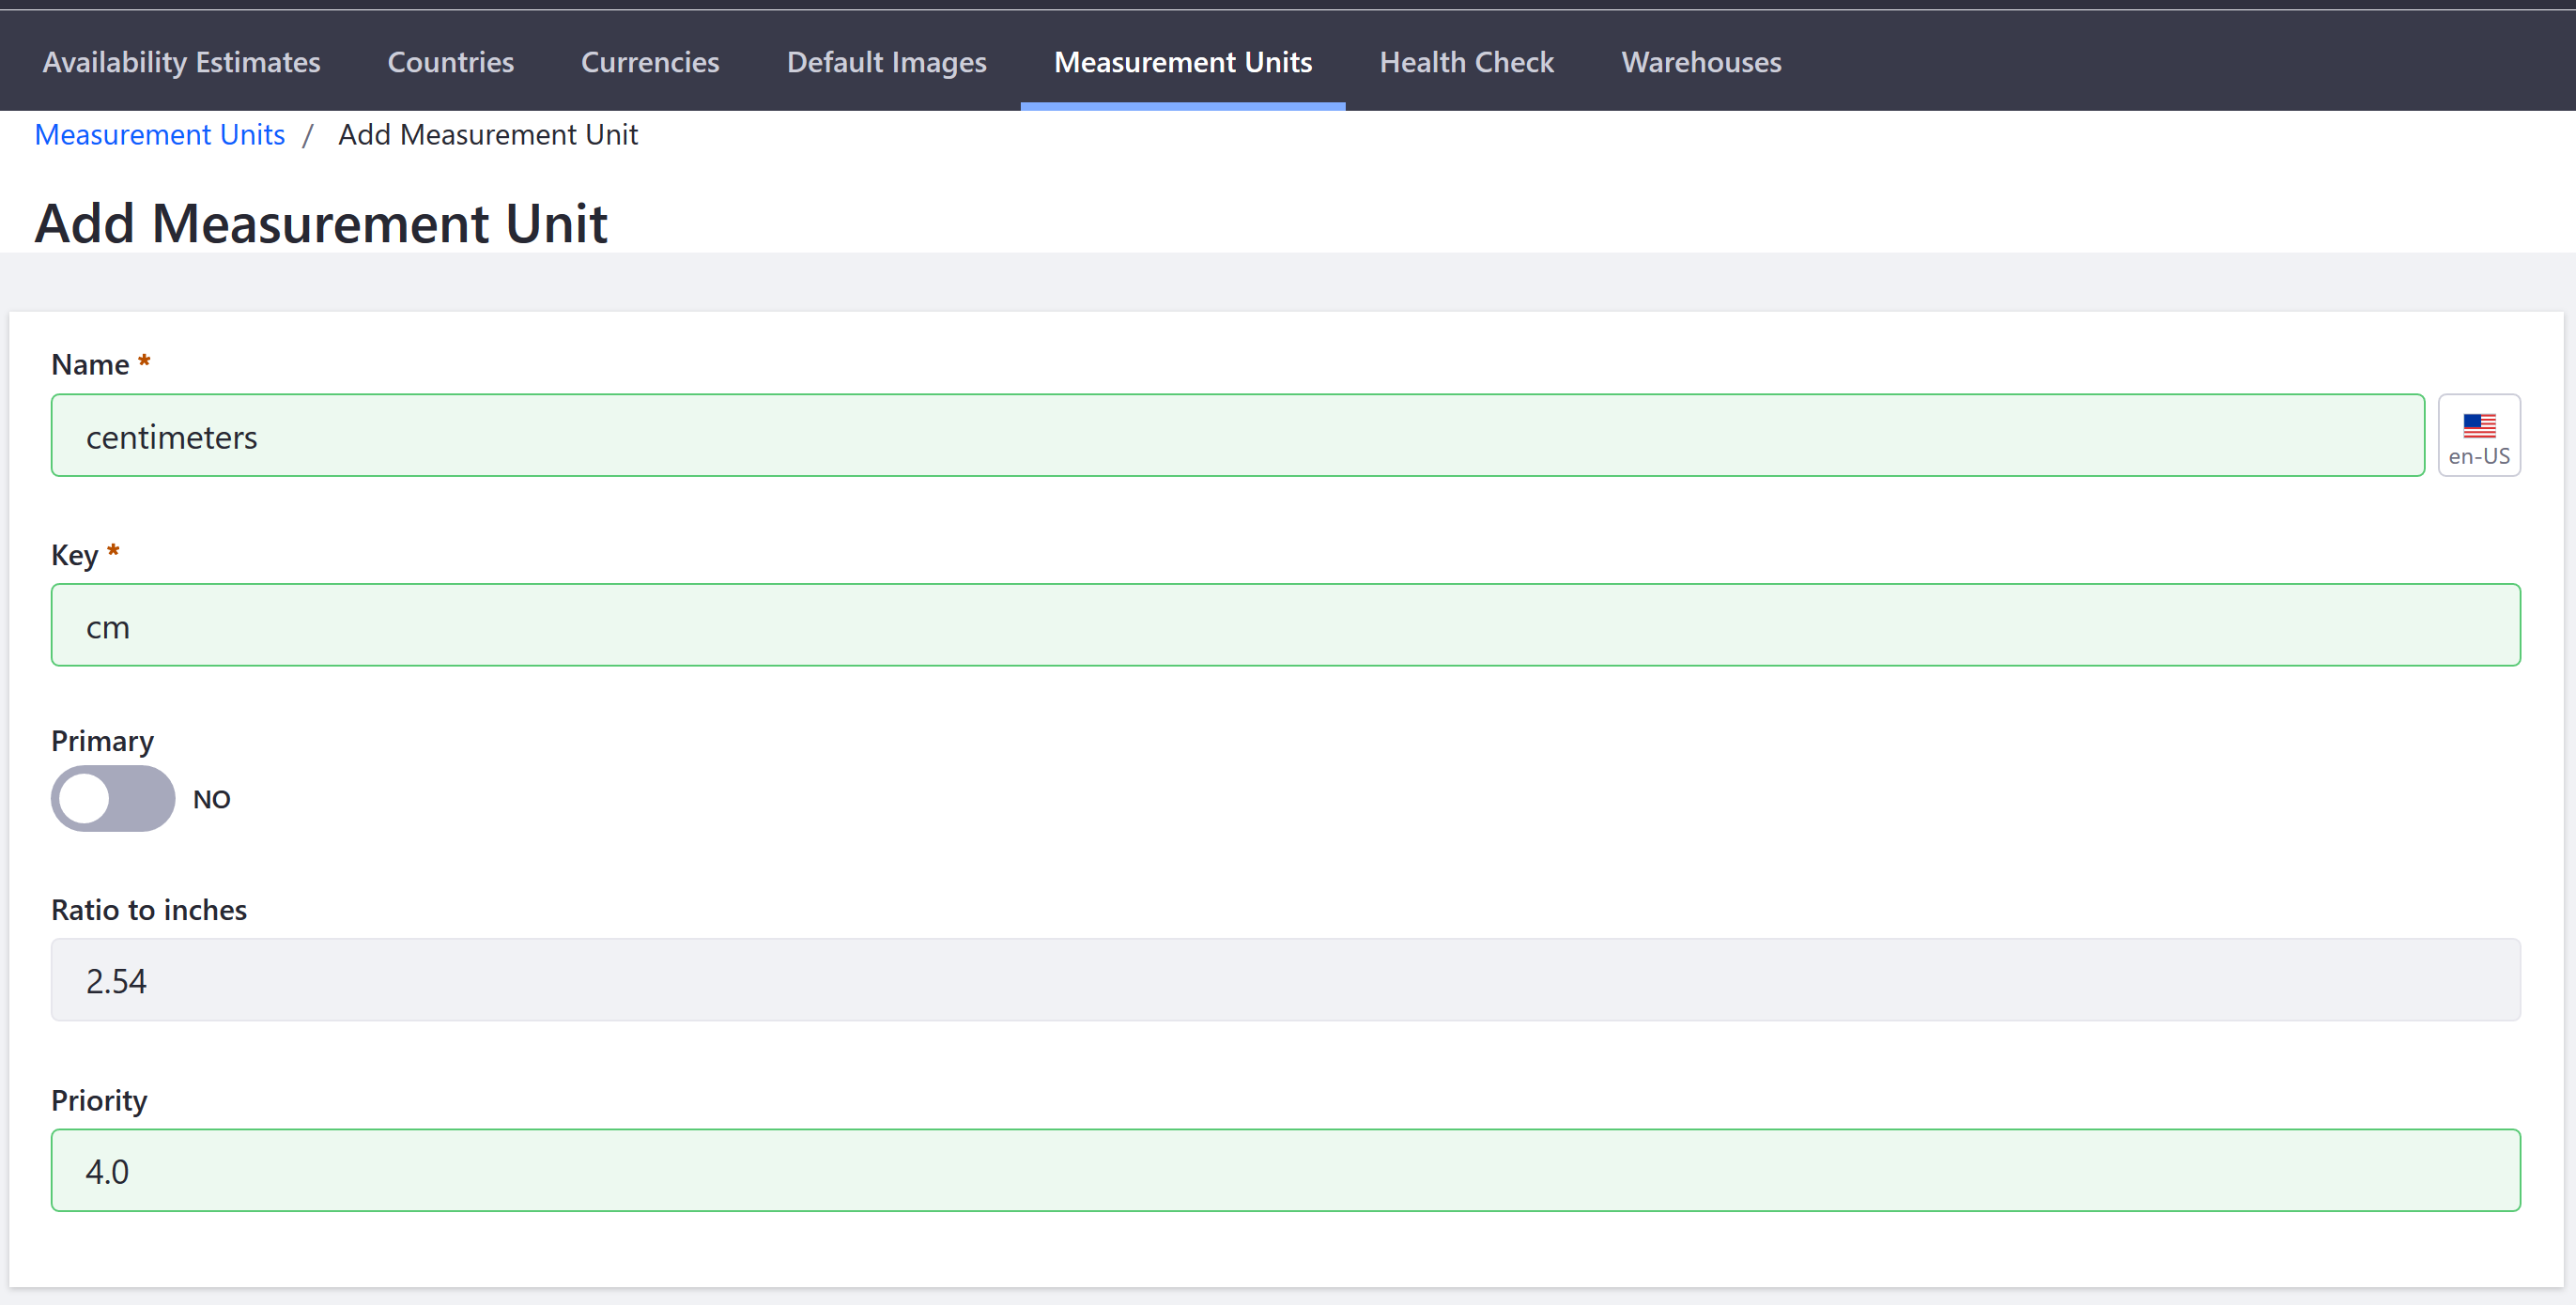 Availability Estimates Countries Currencies Default Images Measurement Units Health Check Warehouses
Measurement Units / Add Measurement Unit
Add Measurement Unit
Name *
centimeters
en-US
Key *
cm
Primary
NO
Ratio to inches
2.54
Priority
4.0